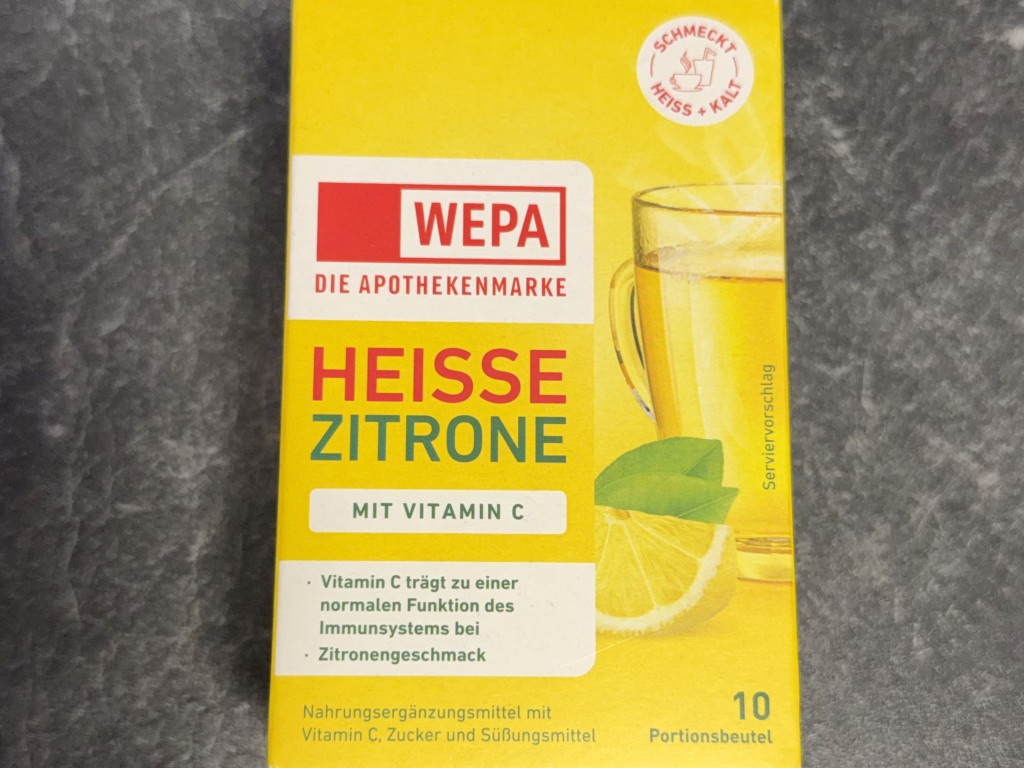 SCHMECKT
HEISS + KALT
WEPA
DIE APOTHEKENMARKE
HEISSE
ZITRONE
MIT VITAMIN C
· Vitamin C trägt zu einer
normalen Funktion des
Immunsystems bei
· Zitronengeschmack
Serviervorschlag
Nahrungsergänzungsmittel mit
Vitamin C, Zucker und Süßungsmittel
10
Portionsbeutel